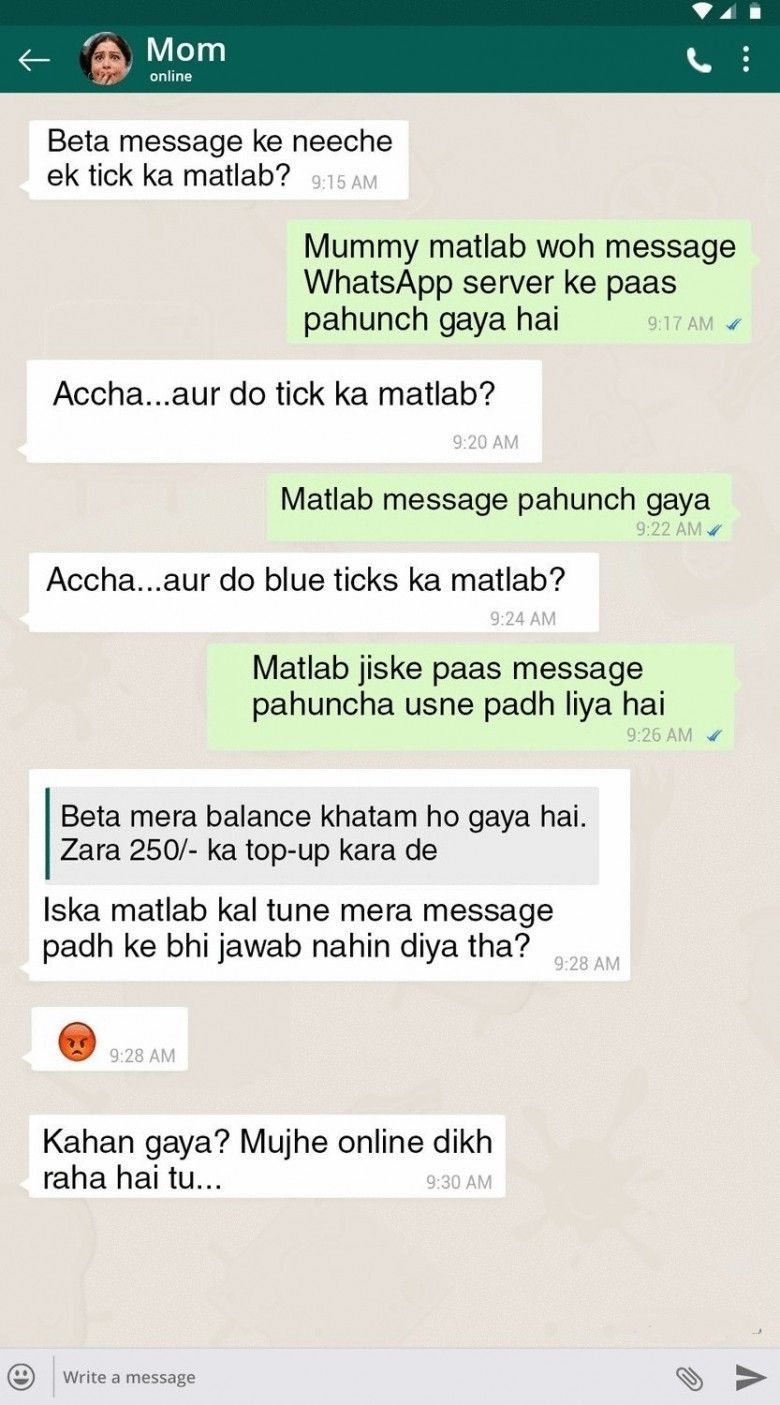 Mom
online
Beta message ke neeche
ek tick ka matlab?
9:15 AM
Mummy matlab woh message
WhatsApp server ke paas
pahunch gaya hai
9:17 AM
Accha...aur do tick ka matlab?
9:20 AM
Matlab message pahunch gaya
9:22 AM
Accha...aur do blue ticks ka matlab?
9:24 AM
Matlab jiske paas message
pahuncha usne padh liya hai
9:26 AM
Beta mera balance khatam ho gaya hai.
Zara 250/- ka top-up kara de
Iska matlab kal tune mera message
padh ke bhi jawab nahin diya tha?
9:28 AM
9:28 AM
Kahan gaya? Mujhe online dikh
raha hai tu...
9:30 AM
Write a message